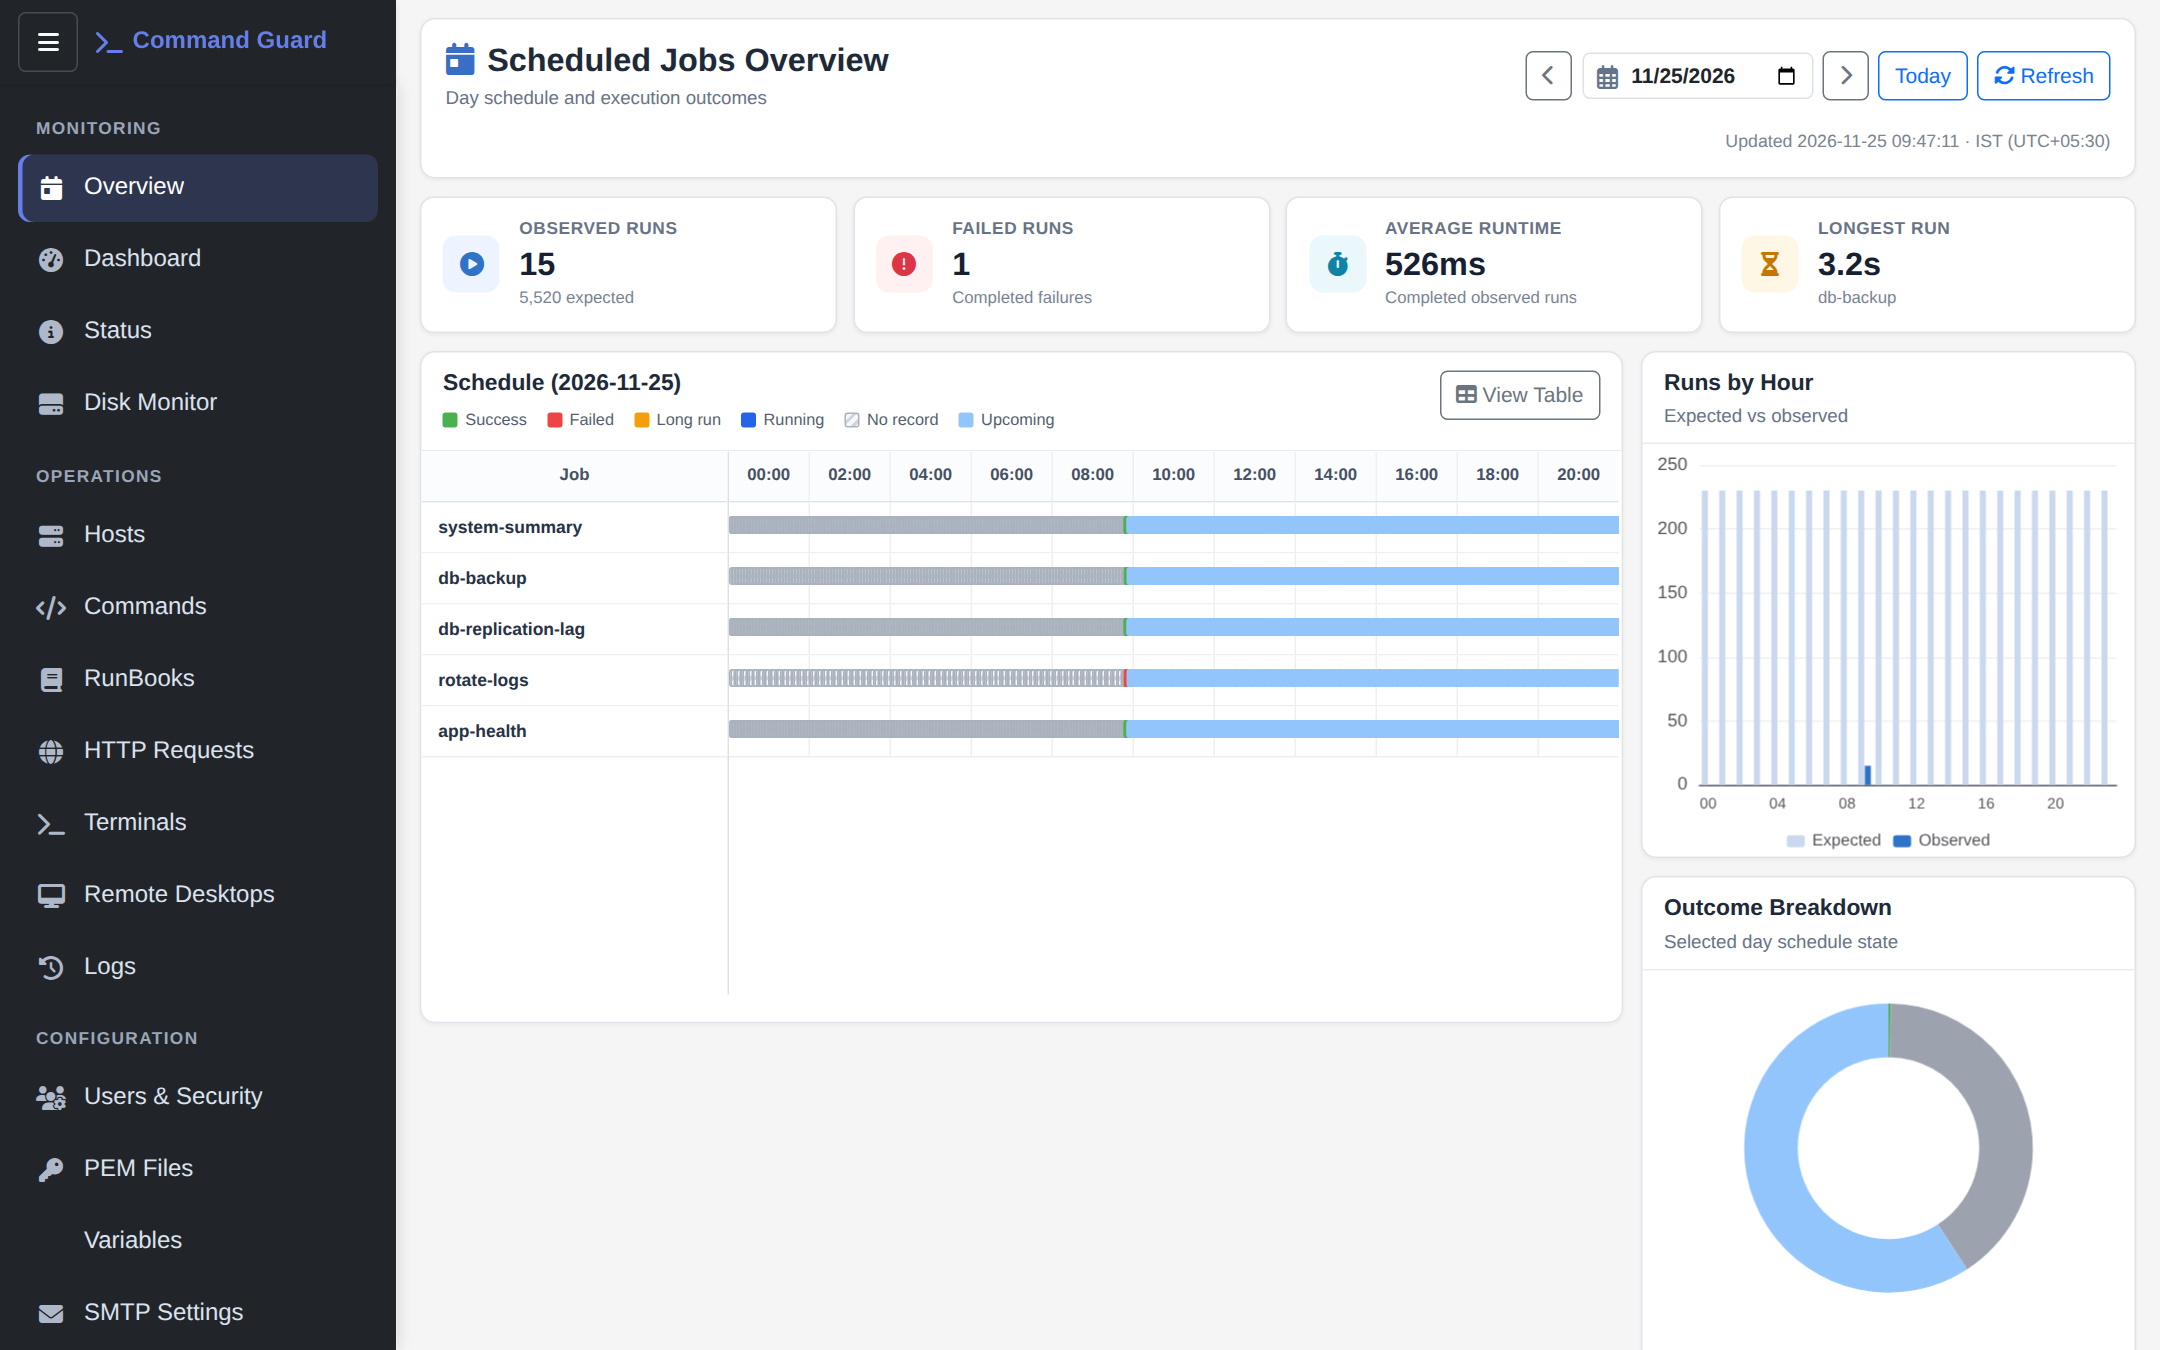 Command Guard
MONITORING
Overview
Dashboard
Status
Disk Monitor
OPERATIONS
Hosts
Commands
RunBooks
HTTP Requests
Terminals
Remote Desktops
Logs
CONFIGURATION
Users & Security
PEM Files
Variables
SMTP Settings
Scheduled Jobs Overview
Day schedule and execution outcomes
11/25/2026
Today
Refresh
Updated 2026-11-25 09:47:11 · IST (UTC+05:30)
OBSERVED RUNS
15
5,520 expected
FAILED RUNS
1
Completed failures
AVERAGE RUNTIME
526ms
Completed observed runs
LONGEST RUN
3.2s
db-backup
Schedule (2026-11-25)
Success Failed Long run Running No record Upcoming
View Table
Job 00:00 02:00 04:00 06:00 08:00 10:00 12:00 14:00 16:00 18:00 20:00
system-summary
db-backup
db-replication-lag
rotate-logs
app-health
Runs by Hour
Expected vs observed
250
200
150
100
50
0
00 04 08 12 16 20
Expected Observed
Outcome Breakdown
Selected day schedule state